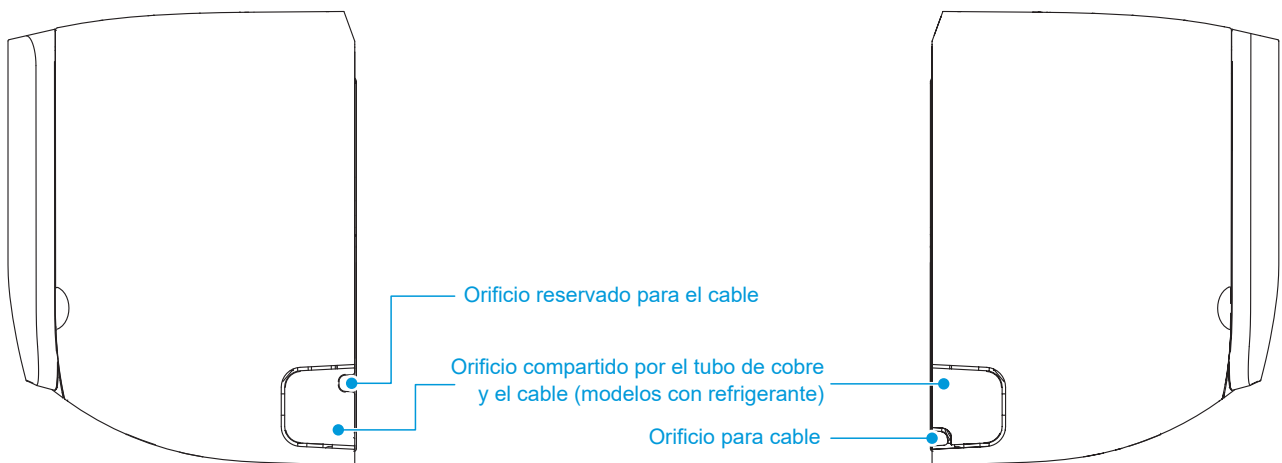 Orificio reservado para el cable
Orificio compartido por el tubo de cobre
y el cable (modelos con refrigerante)
Orificio para cable